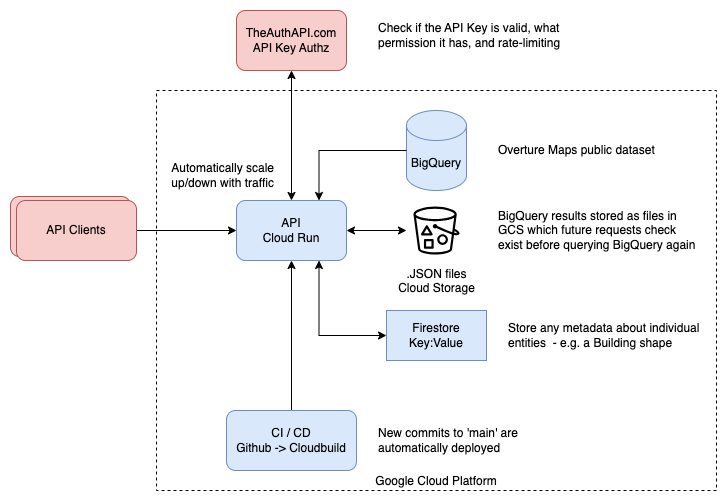 TheAuthAPI.com
API Key Authz
Check if the API Key is valid, what
permission it has, and rate-limiting
BigQuery
Overture Maps public dataset
Automatically scale
up/down with traffic
API Clients
API
Cloud Run
BigQuery results stored as files in
GCS which future requests check
exist before querying BigQuery again
.JSON files
Cloud Storage
Firestore
Key:Value
Store any metadata about individual
entities - e.g. a Building shape
CI / CD
Github -> Cloudbuild
New commits to 'main' are
automatically deployed
Google Cloud Platform